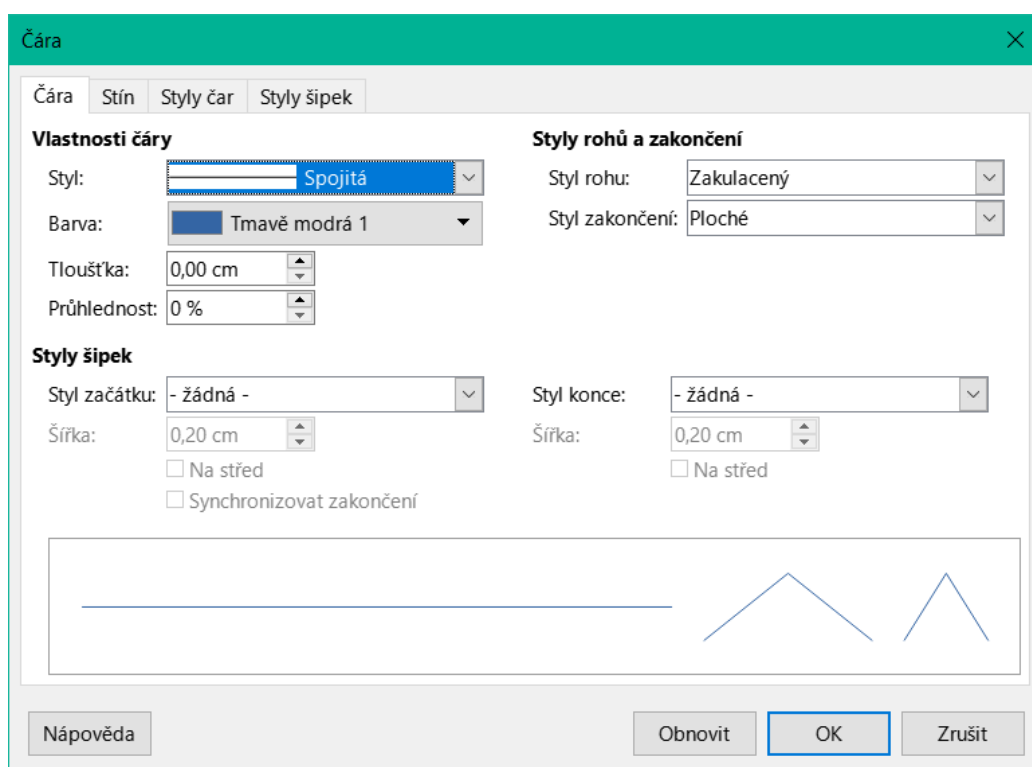 Čára
Čára Stín Styly čar Styly šipek
Vlastnosti čáry
Styl: Spojitá
Barva: Tmavě modrá 1
Tloušťka: 0,00 cm
Průhlednost: 0 %
Styly rohů a zakončení
Styl rohu: Zakulacený
Styl zakončení: Ploché
Styly šipek
Styl začátku: - žádná -
Šířka: 0,20 cm
Na střed
Synchronizovat zakončení
Styl konce: - žádná -
Šířka: 0,20 cm
Na střed
Nápověda Obnovit OK Zrušit